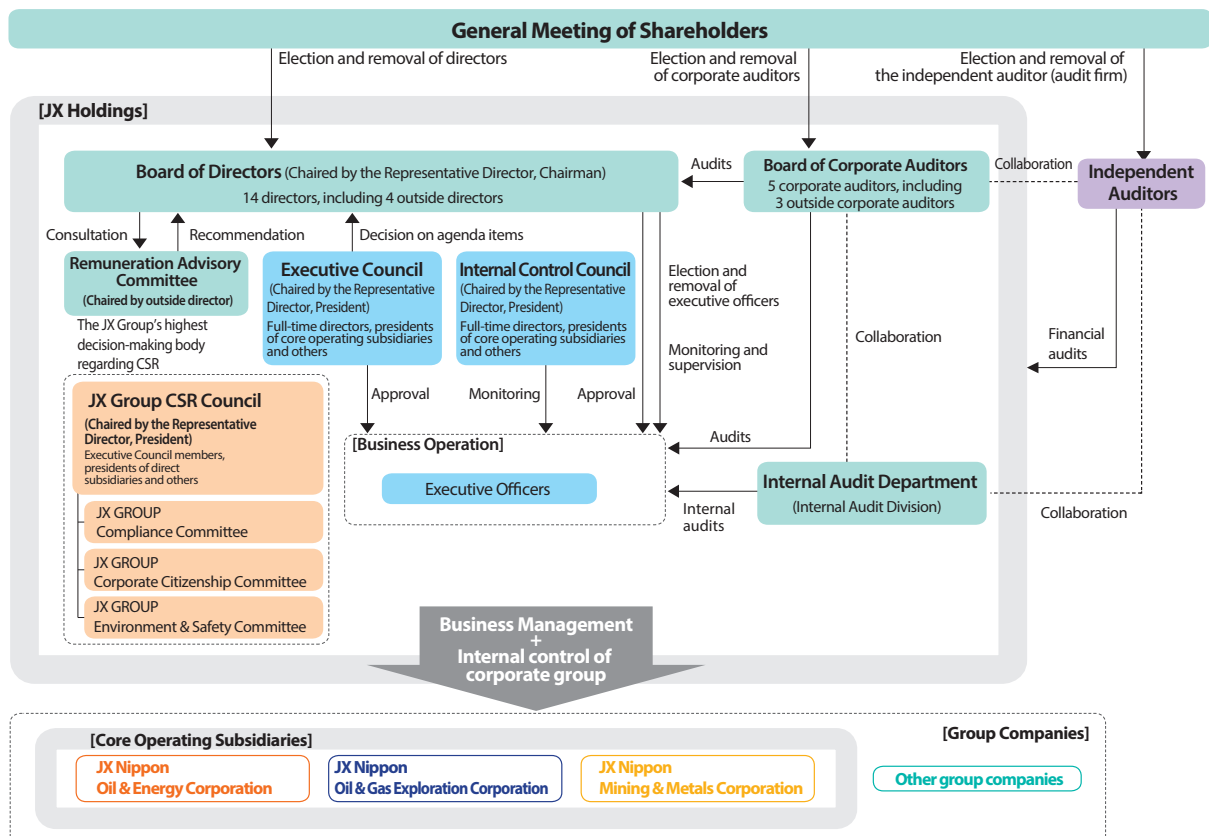 General Meeting of Shareholders
Election and removal of directors
Election and removal
of corporate auditors
Election and removal of
the independent auditor (audit firm)
[JX Holdings]
Board of Directors (Chaired by the Representative Director, Chairman)
14 directors, including 4 outside directors
Audits
Board of Corporate Auditors
5 corporate auditors, including
3 outside corporate auditors
Collaboration
Independent
Auditors
Consultation
Recommendation
Decision on agenda items
Remuneration Advisory
Committee
(Chaired by outside director)
Executive Council
(Chaired by the Representative
Director, President)
Full-time directors, presidents
of core operating subsidiaries
and others
Internal Control Council
(Chaired by the Representative
Director, President)
Full-time directors, presidents
of core operating subsidiaries
and others
Election and
removal of
executive officers
Monitoring and
supervision
Collaboration
Financial
audits
The JX Group's highest
decision-making body
regarding CSR
JX Group CSR Council
(Chaired by the Representative
Director, President)
Executive Council members,
presidents of direct
subsidiaries and others
Approval
Monitoring
Approval
[Business Operation]
Executive Officers
Audits
Internal
audits
Internal Audit Department
(Internal Audit Division)
Collaboration
JX GROUP
Compliance Committee
JX GROUP
Corporate Citizenship Committee
JX GROUP
Environment & Safety Committee
Business Management
+
Internal control of
corporate group
[Core Operating Subsidiaries]
[Group Companies]
JX Nippon
Oil & Energy Corporation
JX Nippon
Oil & Gas Exploration Corporation
JX Nippon
Mining & Metals Corporation
Other group companies